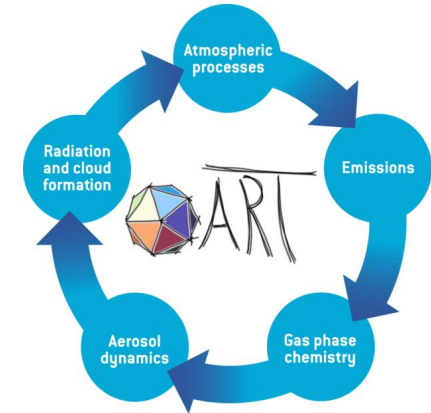 Atmospheric
processes
Emissions
Gas phase
chemistry
Aerosol
dynamics
Radiation
and cloud
formation
ART